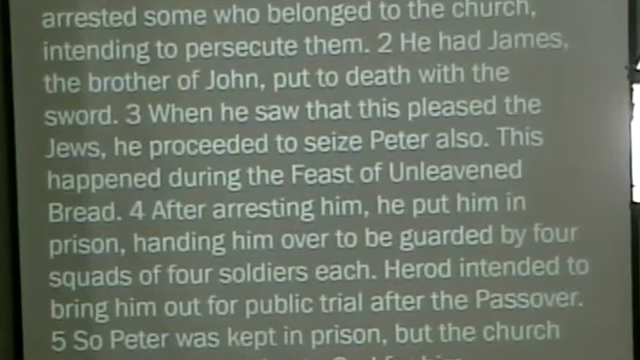 arrested some who belonged to the church,
intending to persecute them. 2 He had James,
the brother of John, put to death with the
sword. 3 When he saw that this pleased the
Jews, he proceeded to seize Peter also. This
happened during the Feast of Unleavened
Bread. 4 After arresting him, he put him in
prison, handing him over to be guarded by four
squads of four soldiers each. Herod intended to
bring him out for public trial after the Passover.
5 So Peter was kept in prison, but the church